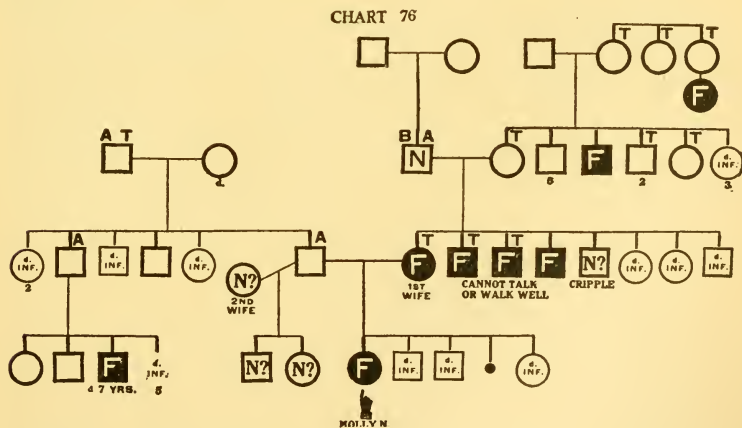 CHART 76
T T T
F
A T
B A
N
d.
T T T
F d. INF.
6 2 3
A A T T T
d. INF. d. INF. d. INF. F F F F N? d. INF. d. INF. d. INF.
2 N? 1ST WIFE CANNOT TALK OR WALK WELL CRIPPLE
2ND WIFE
F d. INF. N? N? F d. INF. d. INF. d. INF.
d 7 YRS. 5
MOLLY N